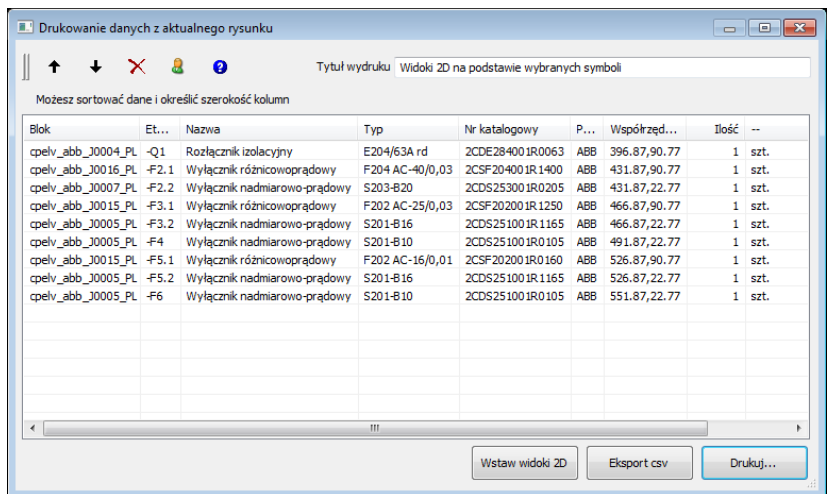 Drukowanie danych z aktualnego rysunku
Tytuł wydruku Widoki 2D na podstawie wybranych symboli
Możesz sortować dane i określić szerokość kolumn
Blok Et... Nazwa Typ Nr katalogowy P... Współrzęd... Ilość --
cpelv_abb_J0004_PL -Q1 Rozłącznik izolacyjny E204/63A rd 2CDE284001R0063 ABB 396.87,90.77 1 szt.
cpelv_abb_J0016_PL -F2.1 Wyłącznik różnicowoprądowy F204 AC-40/0,03 2CSF204001R1400 ABB 431.87,90.77 1 szt.
cpelv_abb_J0007_PL -F2.2 Wyłącznik nadmiarowo-prądowy S203-B20 2CDS253001R0205 ABB 431.87,22.77 1 szt.
cpelv_abb_J0015_PL -F3.1 Wyłącznik różnicowoprądowy F202 AC-25/0,03 2CSF202001R1250 ABB 466.87,90.77 1 szt.
cpelv_abb_J0005_PL -F3.2 Wyłącznik nadmiarowo-prądowy S201-B16 2CDS251001R1165 ABB 466.87,22.77 1 szt.
cpelv_abb_J0005_PL -F4 Wyłącznik nadmiarowo-prądowy S201-B10 2CDS251001R0105 ABB 491.87,22.77 1 szt.
cpelv_abb_J0015_PL -F5.1 Wyłącznik różnicowoprądowy F202 AC-16/0,01 2CSF202001R0160 ABB 526.87,90.77 1 szt.
cpelv_abb_J0005_PL -F5.2 Wyłącznik nadmiarowo-prądowy S201-B16 2CDS251001R1165 ABB 526.87,22.77 1 szt.
cpelv_abb_J0005_PL -F6 Wyłącznik nadmiarowo-prądowy S201-B10 2CDS251001R0105 ABB 551.87,22.77 1 szt.
Wstaw widoki 2D Eksport csv Drukuj...